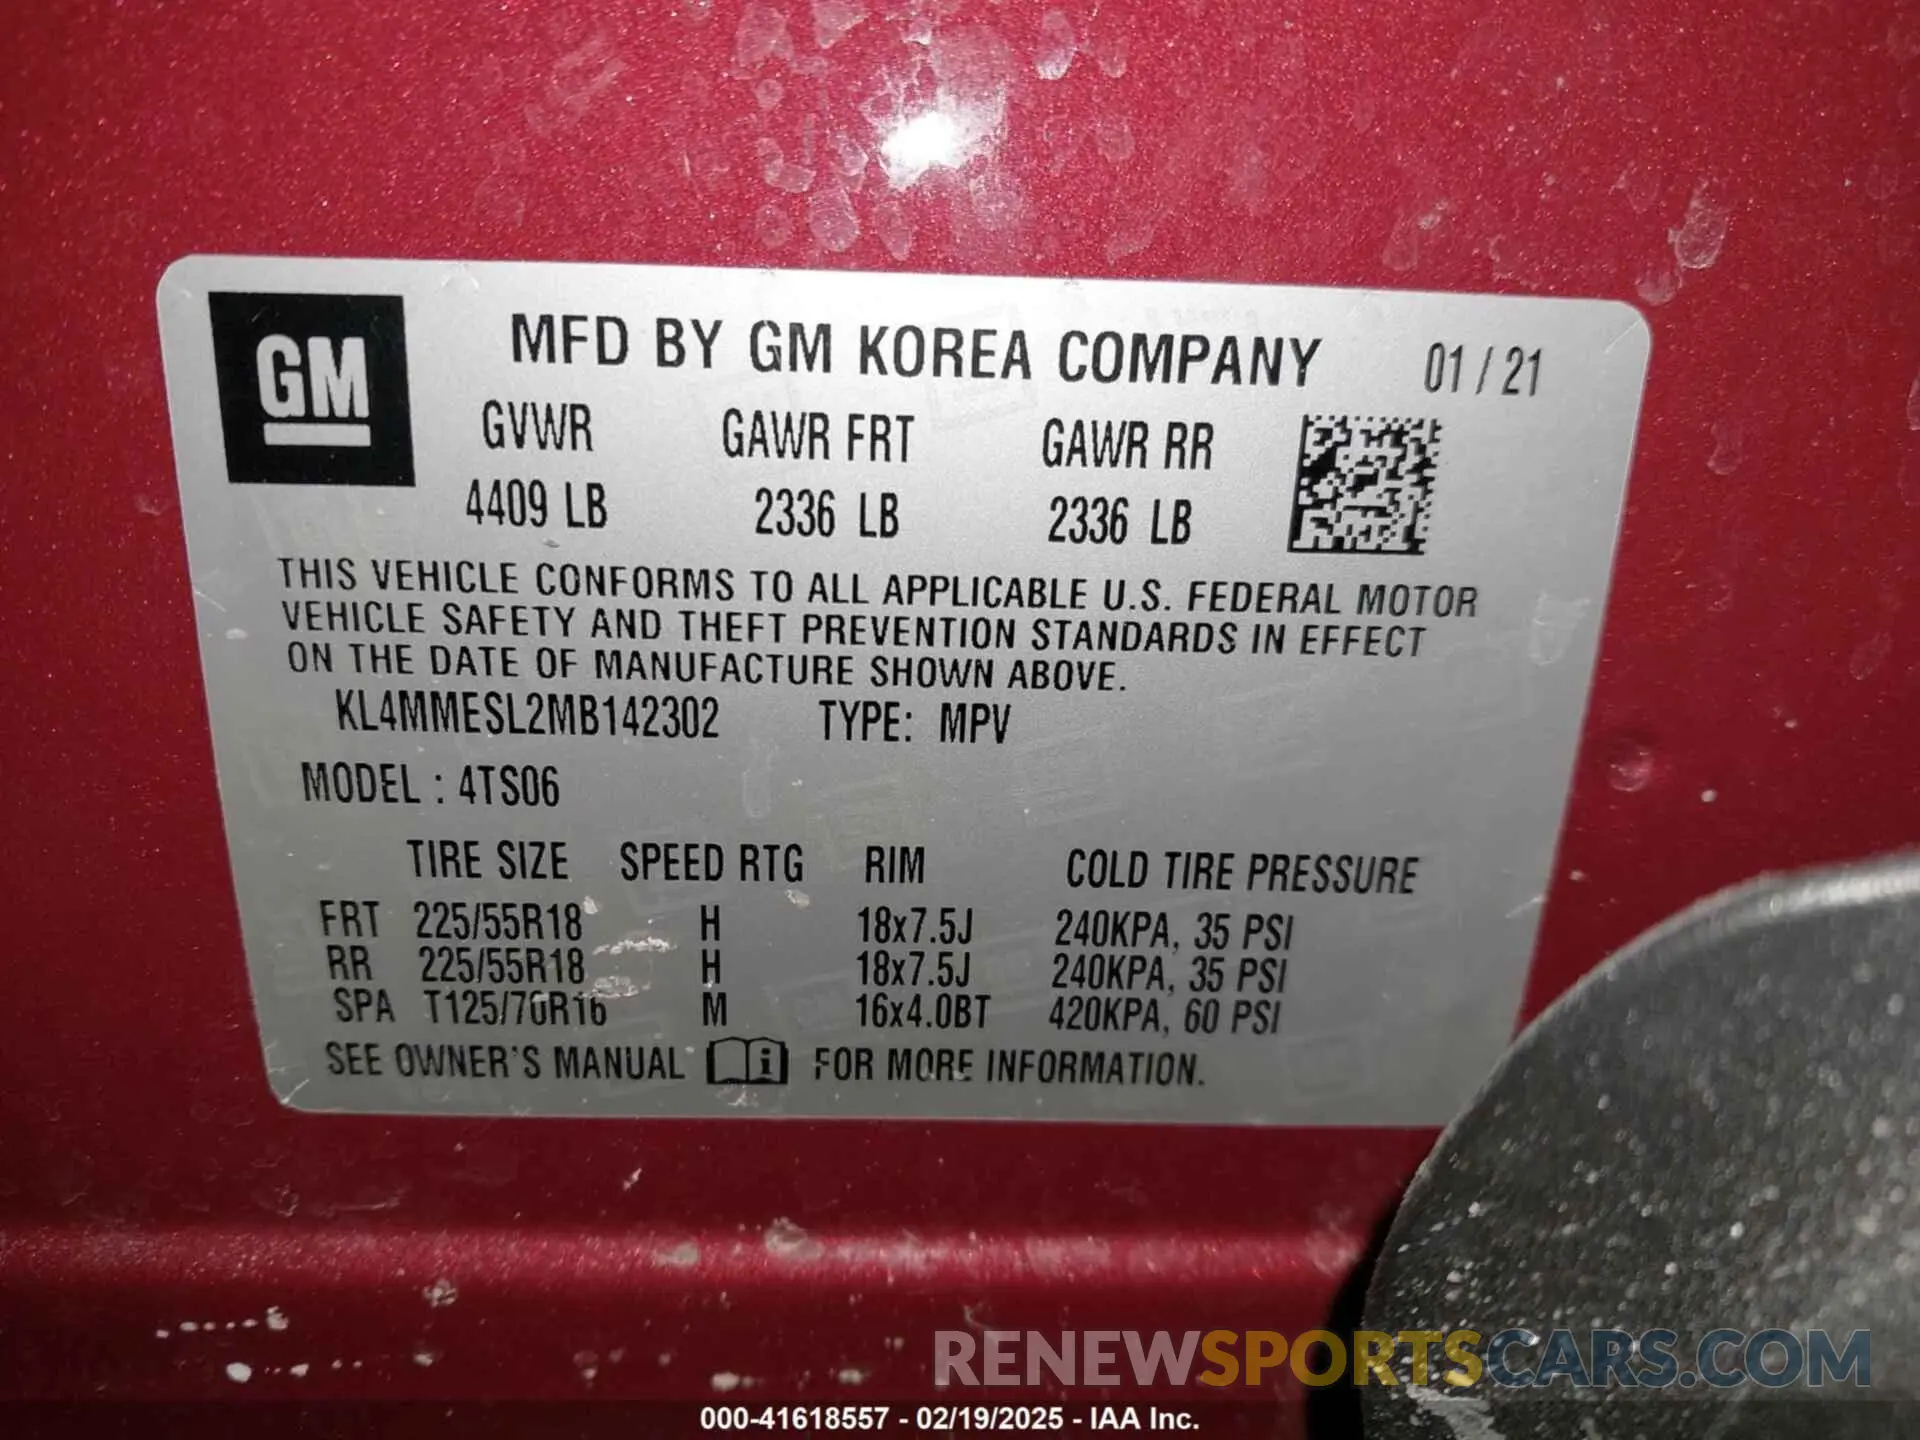 GM
MFD BY GM KOREA COMPANY 01/21
GVWR GAWR FRT GAWR RR
4409 LB 2336 LB 2336 LB
THIS VEHICLE CONFORMS TO ALL APPLICABLE U.S. FEDERAL MOTOR
VEHICLE SAFETY AND THEFT PREVENTION STANDARDS IN EFFECT
ON THE DATE OF MANUFACTURE SHOWN ABOVE.
KL4MMESL2MB142302 TYPE: MPV
MODEL : 4TS06
TIRE SIZE SPEED RTG RIM COLD TIRE PRESSURE
FRT 225/55R18 H 18x7.5J 240KPA, 35 PSI
RR 225/55R18 H 18x7.5J 240KPA, 35 PSI
SPA T125/70R16 M 16x4.0BT 420KPA, 60 PSI
SEE OWNER'S MANUAL i FOR MORE INFORMATION.
RENEWSPORTSCARS.COM
000-41618557 - 02/19/2025 - IAA Inc.